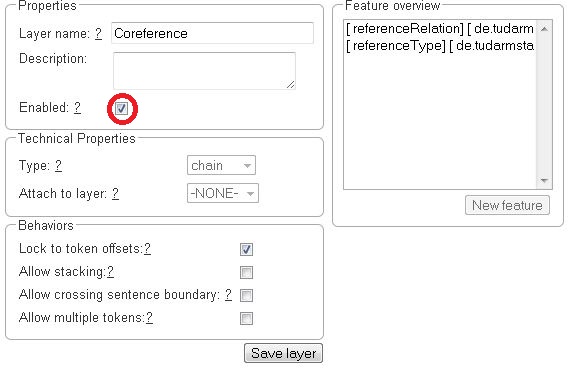 Properties
Layer name: ? Coreference
Description:
Enabled: ?
Technical Properties
Type: ? chain
Attach to layer: ? -NONE-
Behaviors
Lock to token offsets:?
Allow stacking:?
Allow crossing sentence boundary: ?
Allow multiple tokens:?
Save layer
Feature overview
[ referenceRelation] [ de.tudarm
[ referenceType] [ de.tudarmsta
New feature